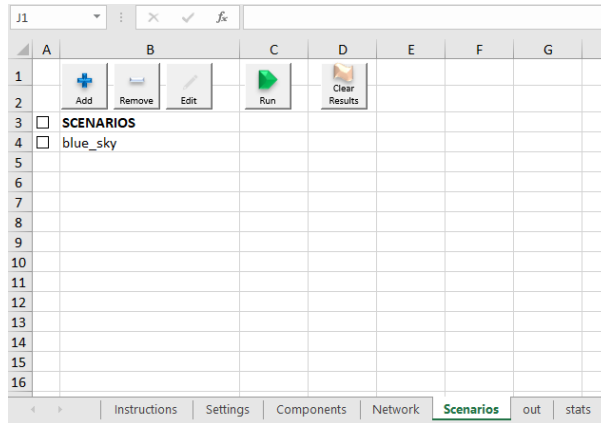 J1
fx
A B C D E F G
1
Add Remove Edit Run Clear Results
2
3 SCENARIOS
4 blue_sky
5
6
7
8
9
10
11
12
13
14
15
16
Instructions Settings Components Network Scenarios out stats